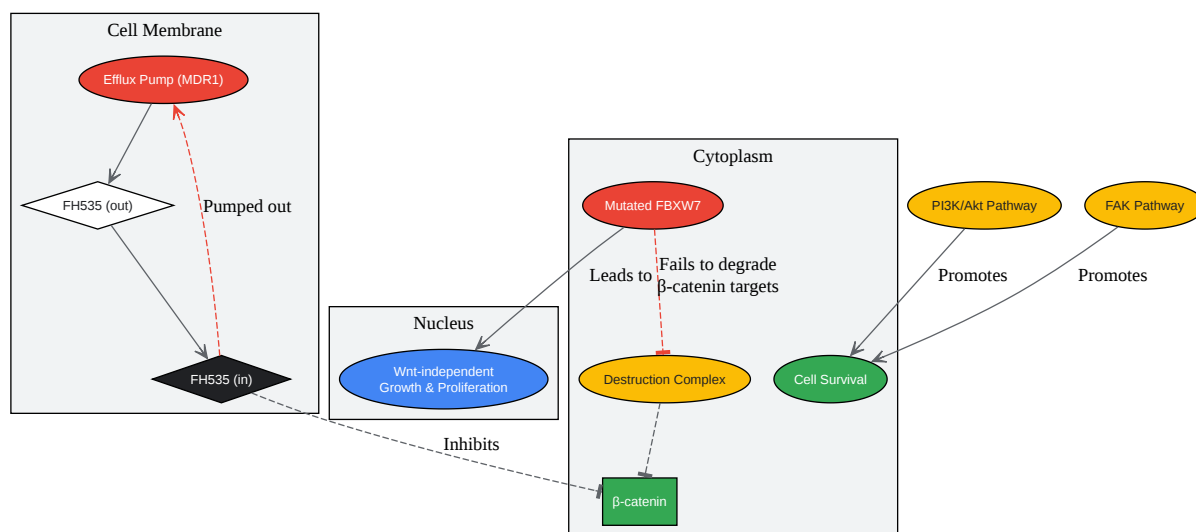 Cell Membrane
Efflux Pump (MDR1)
FH535 (out)
Pumped out
FH535 (in)
Inhibits
Nucleus
Wnt-independent
Growth & Proliferation
Cytoplasm
Mutated FBXW7
Leads to
Fails to degrade
β-catenin targets
Destruction Complex
β-catenin
Cell Survival
PI3K/Akt Pathway
Promotes
FAK Pathway
Promotes